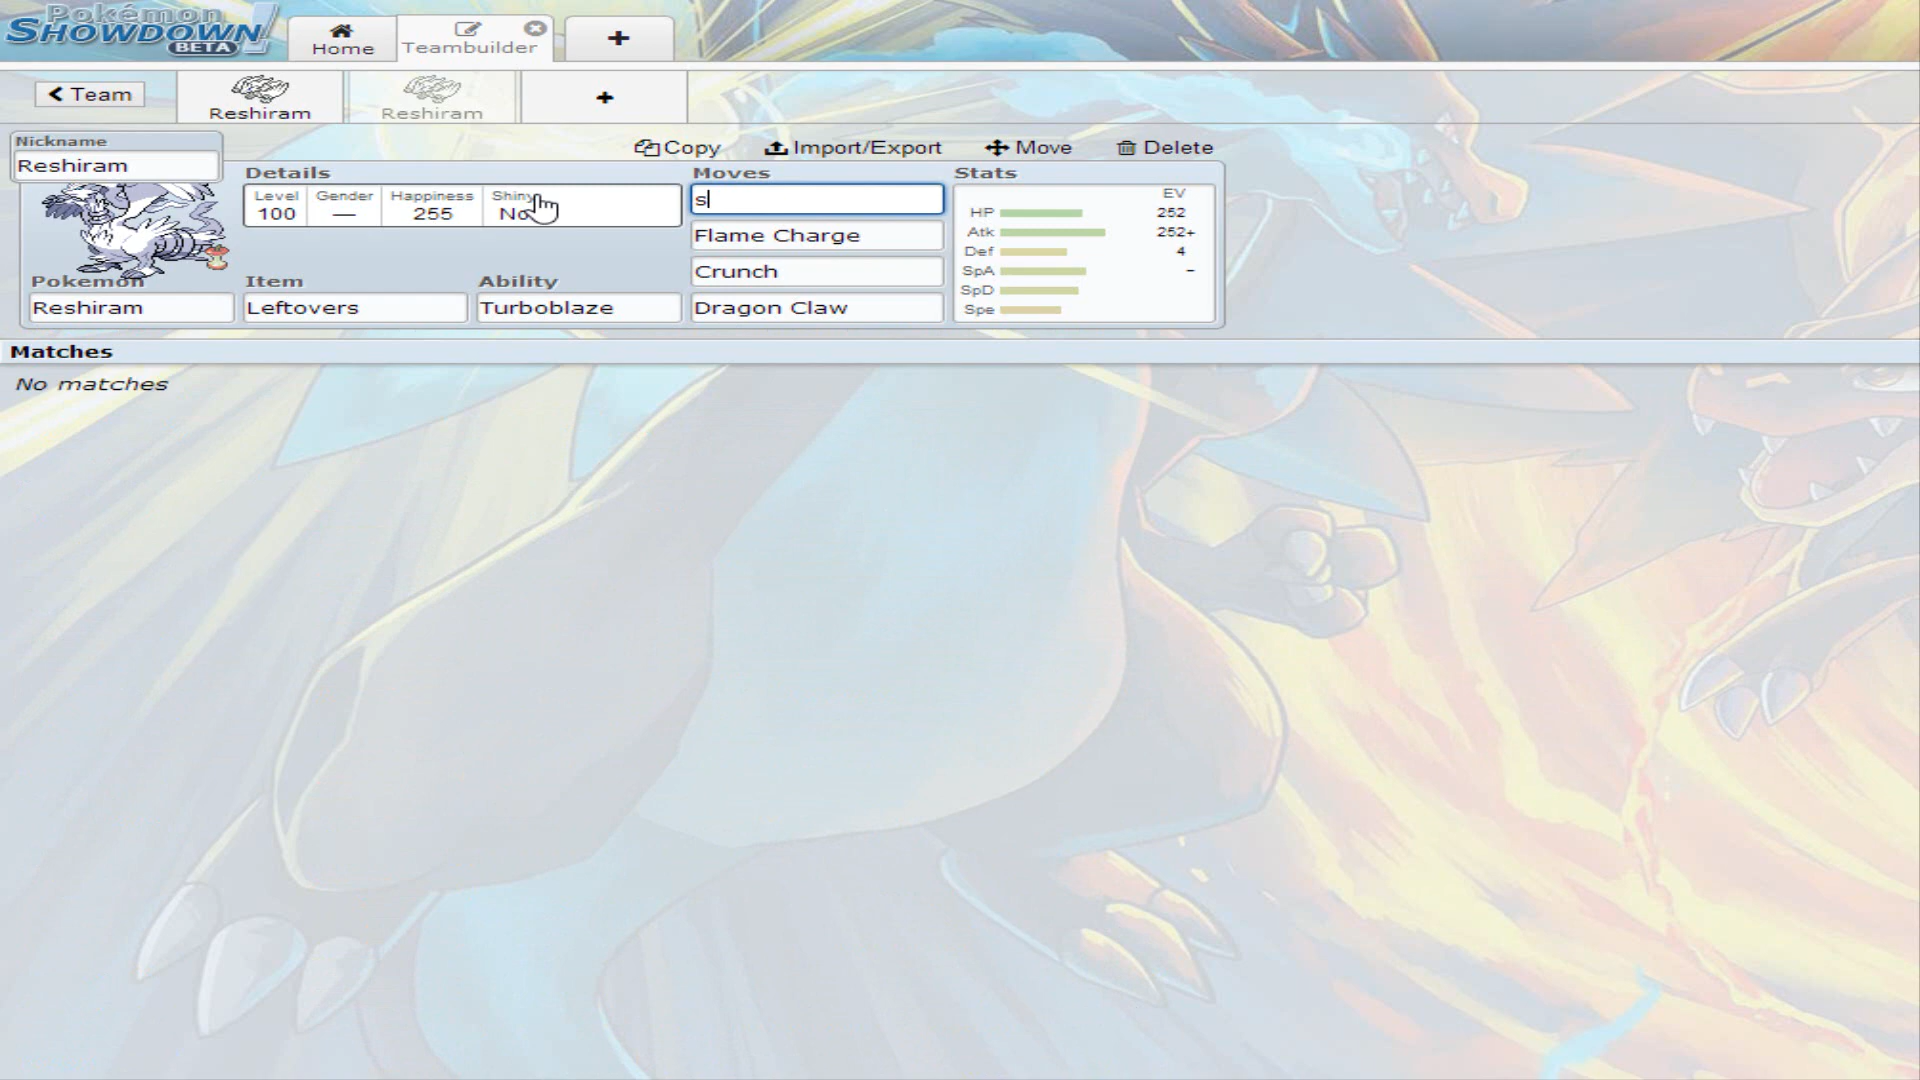 Pokémon
SHOWDOWN!
BETA
Home
Teambuilder
+
< Team
Reshiram
Reshiram
+
Nickname
Reshiram
Copy
Import/Export
Move
Delete
Details
Level Gender Happiness Shiny
100 — 255 No
Moves
s
Flame Charge
Crunch
Dragon Claw
Stats
EV
HP 252
Atk 252+
Def 4
SpA −
SpD
Spe
Pokemon
Reshiram
Item
Leftovers
Ability
Turboblaze
Matches
No matches